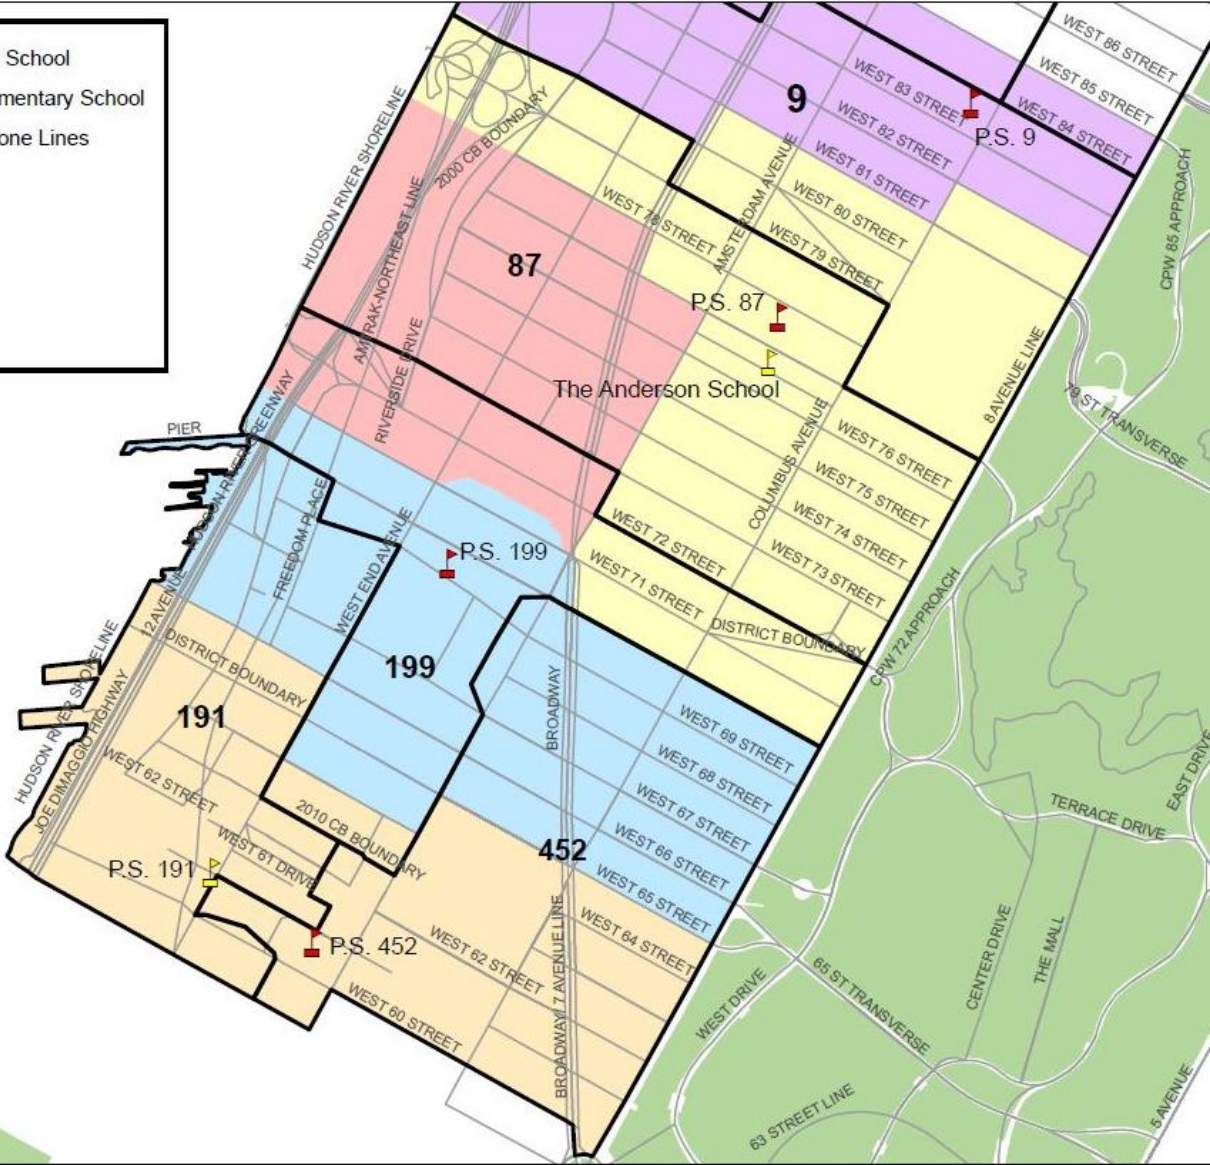 School
mentary School
one Lines
WEST 86 STREET
WEST 85 STREET
WEST 84 STREET
WEST 83 STREET
9
P.S. 9
WEST 82 STREET
WEST 81 STREET
WEST 80 STREET
WEST 79 STREET
WEST 78 STREET
2000 CB BOUNDARY
HUDSON RIVER SHORELINE
AMTRAK-NORTHEAST LINE
RIVERSIDE DRIVE
AMSTERDAM AVENUE
CPW 85 APPROACH
87
P.S. 87
The Anderson School
COLUMBUS AVENUE
8 AVENUE LINE
79 ST TRANSVERSE
WEST 76 STREET
WEST 75 STREET
WEST 74 STREET
WEST 73 STREET
WEST 72 STREET
WEST 71 STREET
DISTRICT BOUNDARY
CPW 72 APPROACH
PIER
HUDSON RIVER GREENWAY
FREEDOM PLACE
WEST END AVENUE
P.S. 199
199
12 AVENUE
DISTRICT BOUNDARY
191
HUDSON RIVER SHORELINE
JOE DIMAGGIO HIGHWAY
BROADWAY
WEST 69 STREET
WEST 68 STREET
WEST 67 STREET
WEST 66 STREET
WEST 65 STREET
452
WEST 64 STREET
WEST 62 STREET
2010 CB BOUNDARY
WEST 61 DRIVE
P.S. 191
P.S. 452
WEST 62 STREET
WEST 60 STREET
BROADWAY/ 7 AVENUE LINE
TERRACE DRIVE
EAST DRIVE
CENTER DRIVE
THE MALL
WEST DRIVE
65 ST TRANSVERSE
63 STREET LINE
5 AVENUE